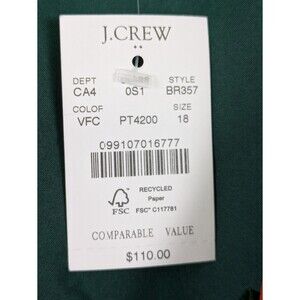 J.CREW
DEPT STYLE
CA4 0S1 BR357
COLOF SIZE
VFC PT4200 18
099107016777
FSC
RECYCLED
Paper
FSC® C117781
COMPARABLE VALUE
$110.00